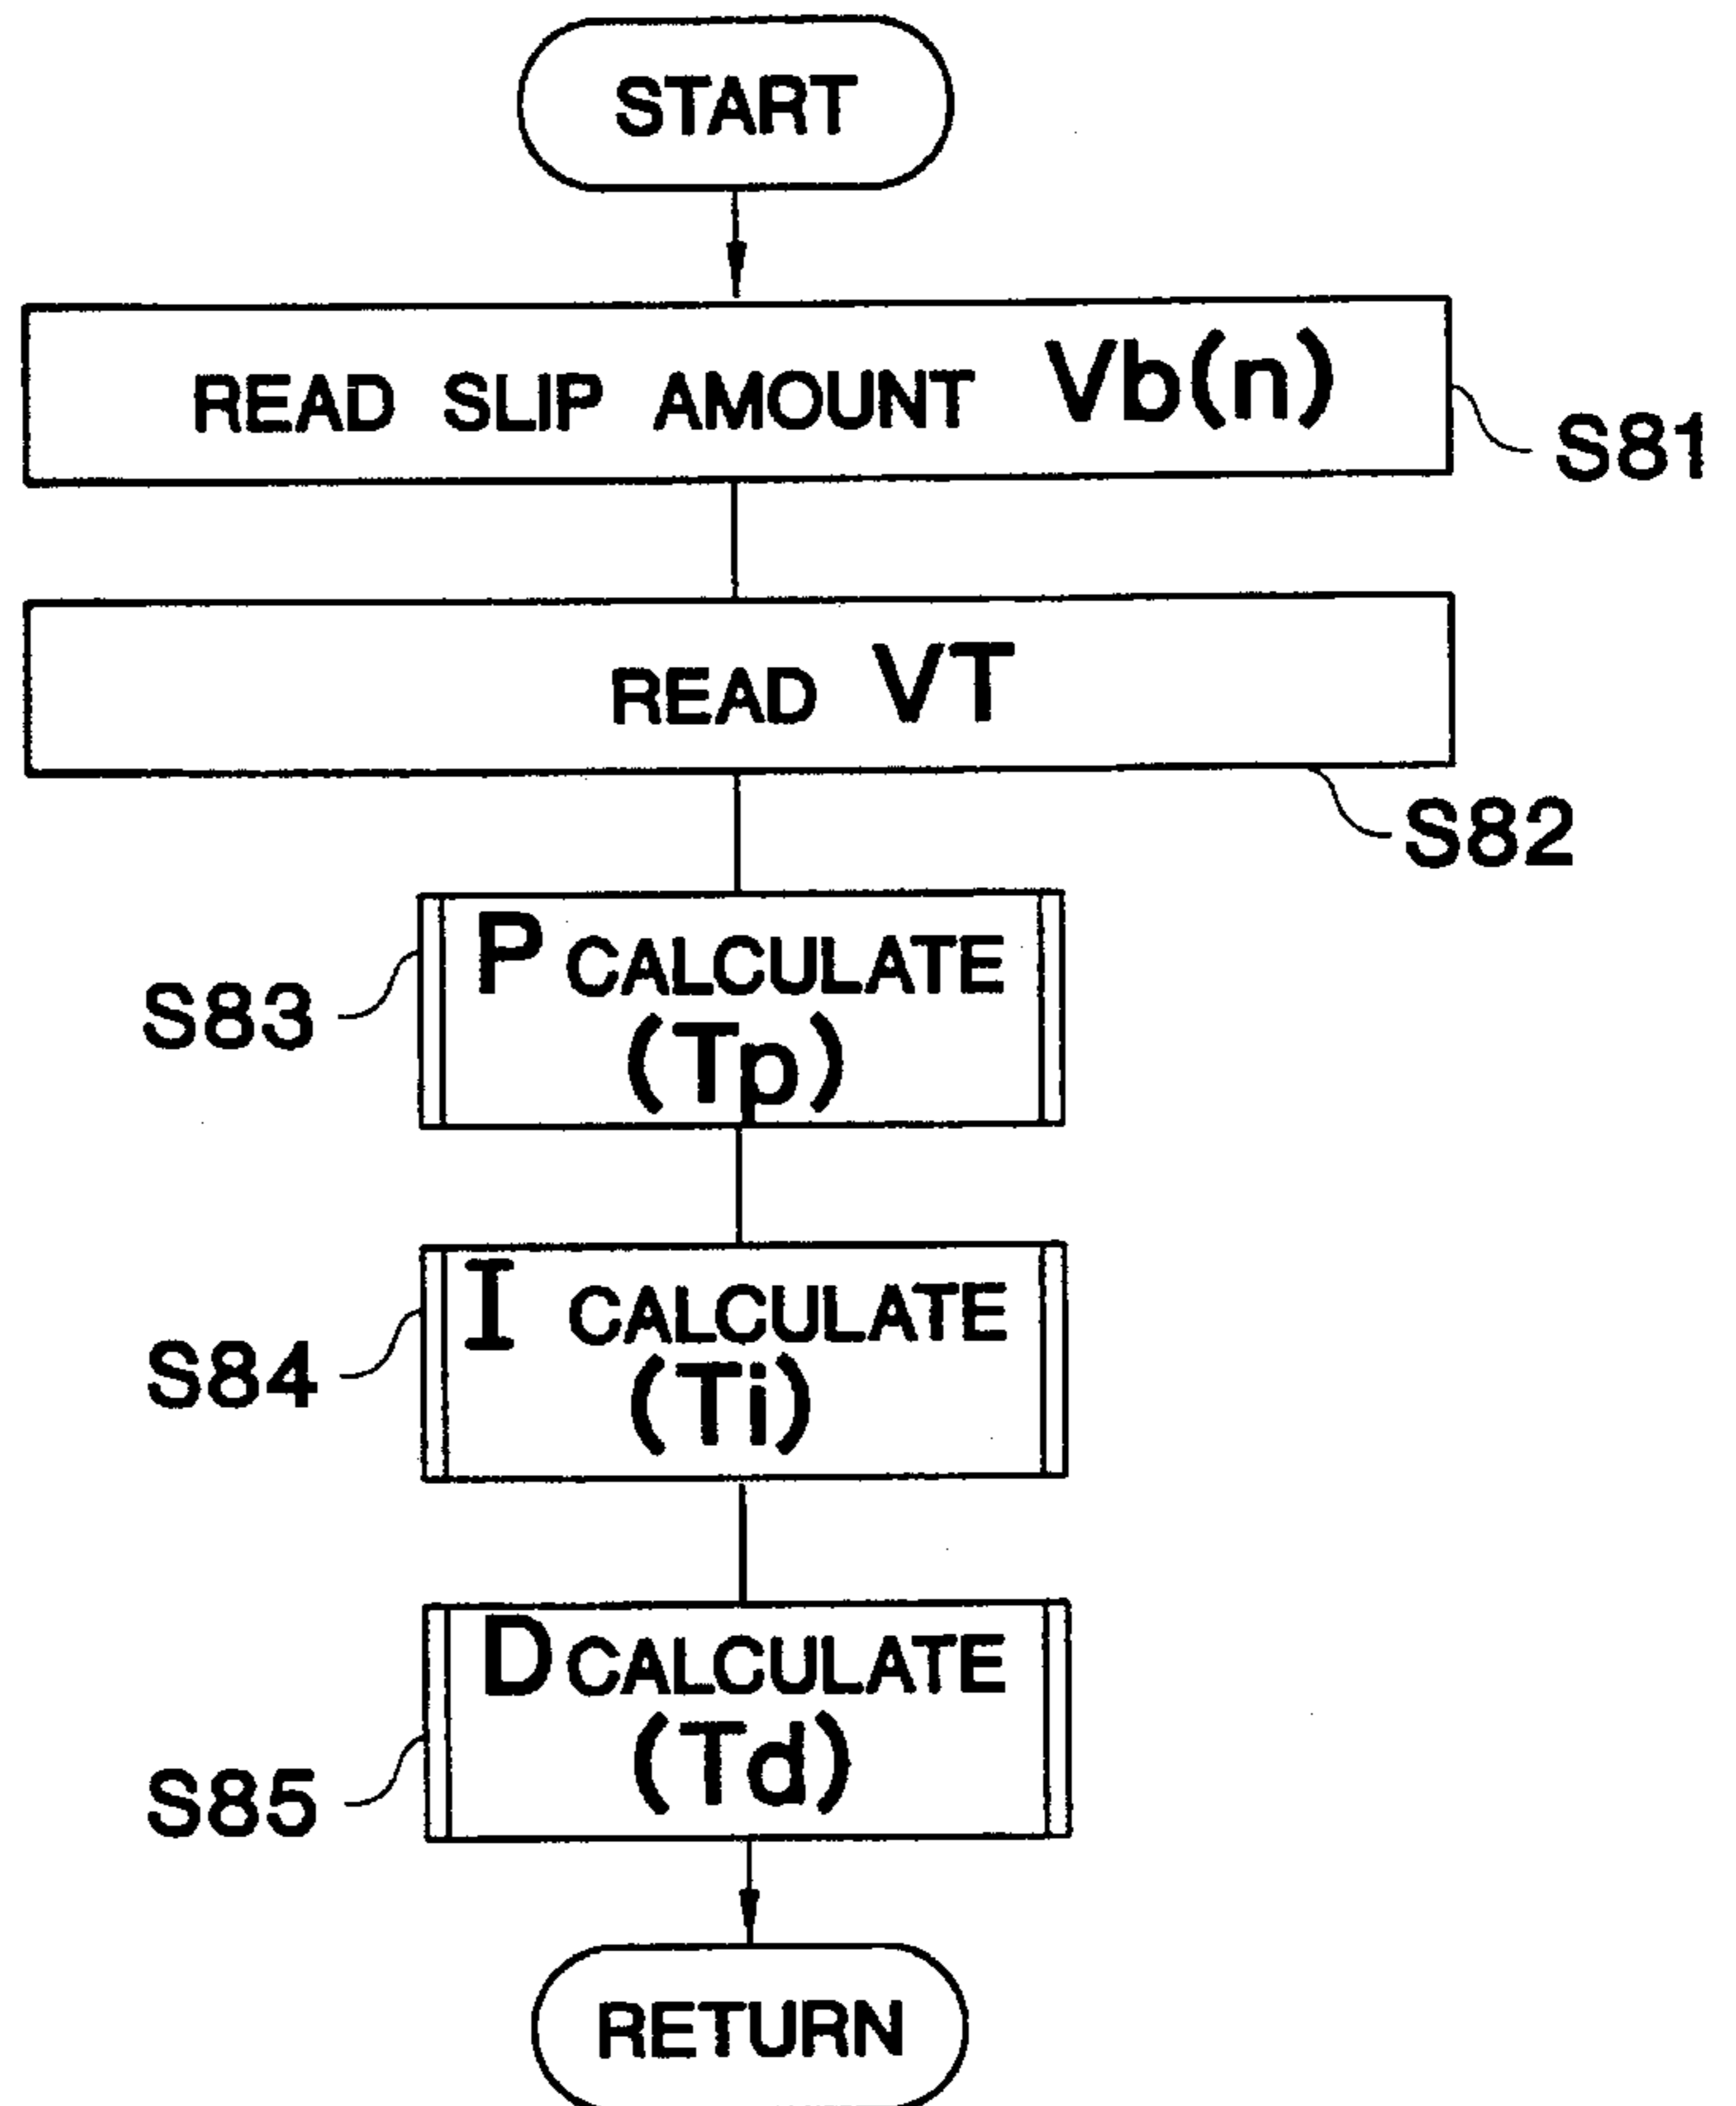 START
READ SLIP AMOUNT Vb(n)
S81
READ VT
S82
P CALCULATE
(Tp)
S83
I CALCULATE
(Ti)
S84
D CALCULATE
(Td)
S85
RETURN